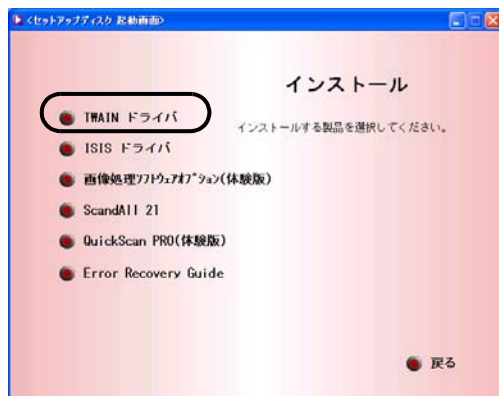 <セットアップディスク 起動画面>
インストール
インストールする製品を選択してください。
TWAIN ドライバ
ISIS ドライバ
画像処理ソフトウェアオプション(体験版)
ScandAll 21
QuickScan PRO(体験版)
Error Recovery Guide
戻る